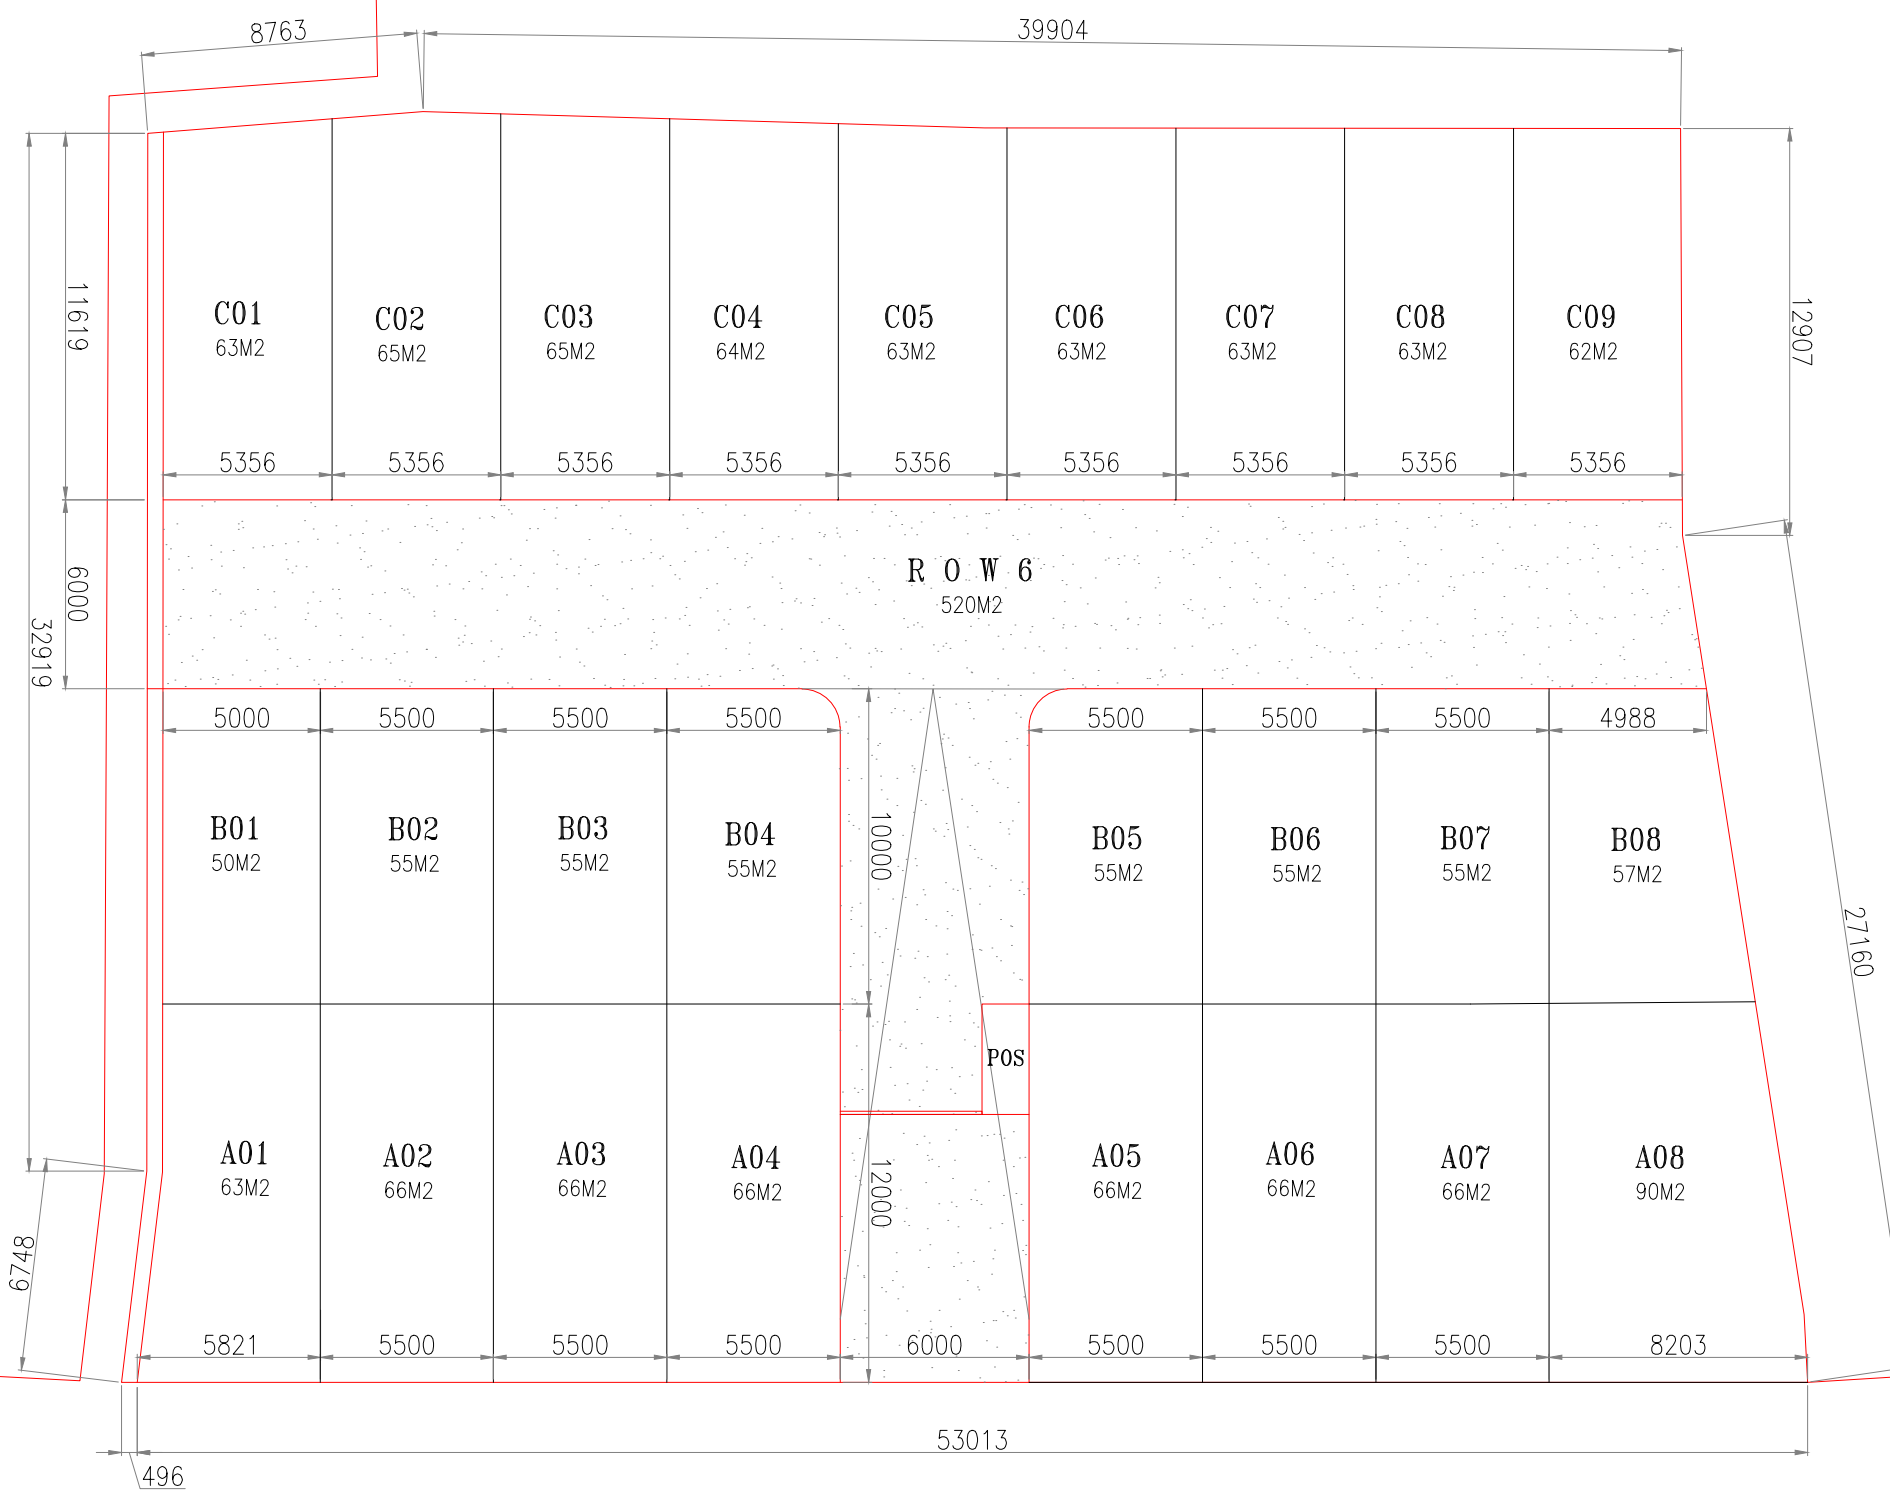 8763
39904
11619
12907
C01
63M2
C02
65M2
C03
65M2
C04
64M2
C05
63M2
C06
63M2
C07
63M2
C08
63M2
C09
62M2
5356
5356
5356
5356
5356
5356
5356
5356
5356
R O W 6
520M2
6000
32919
5000
5500
5500
5500
5500
5500
5500
4988
B01
50M2
B02
55M2
B03
55M2
B04
55M2
10000
B05
55M2
B06
55M2
B07
55M2
B08
57M2
27160
POS
A01
63M2
A02
66M2
A03
66M2
A04
66M2
12000
A05
66M2
A06
66M2
A07
66M2
A08
90M2
6748
5821
5500
5500
5500
6000
5500
5500
5500
8203
53013
496